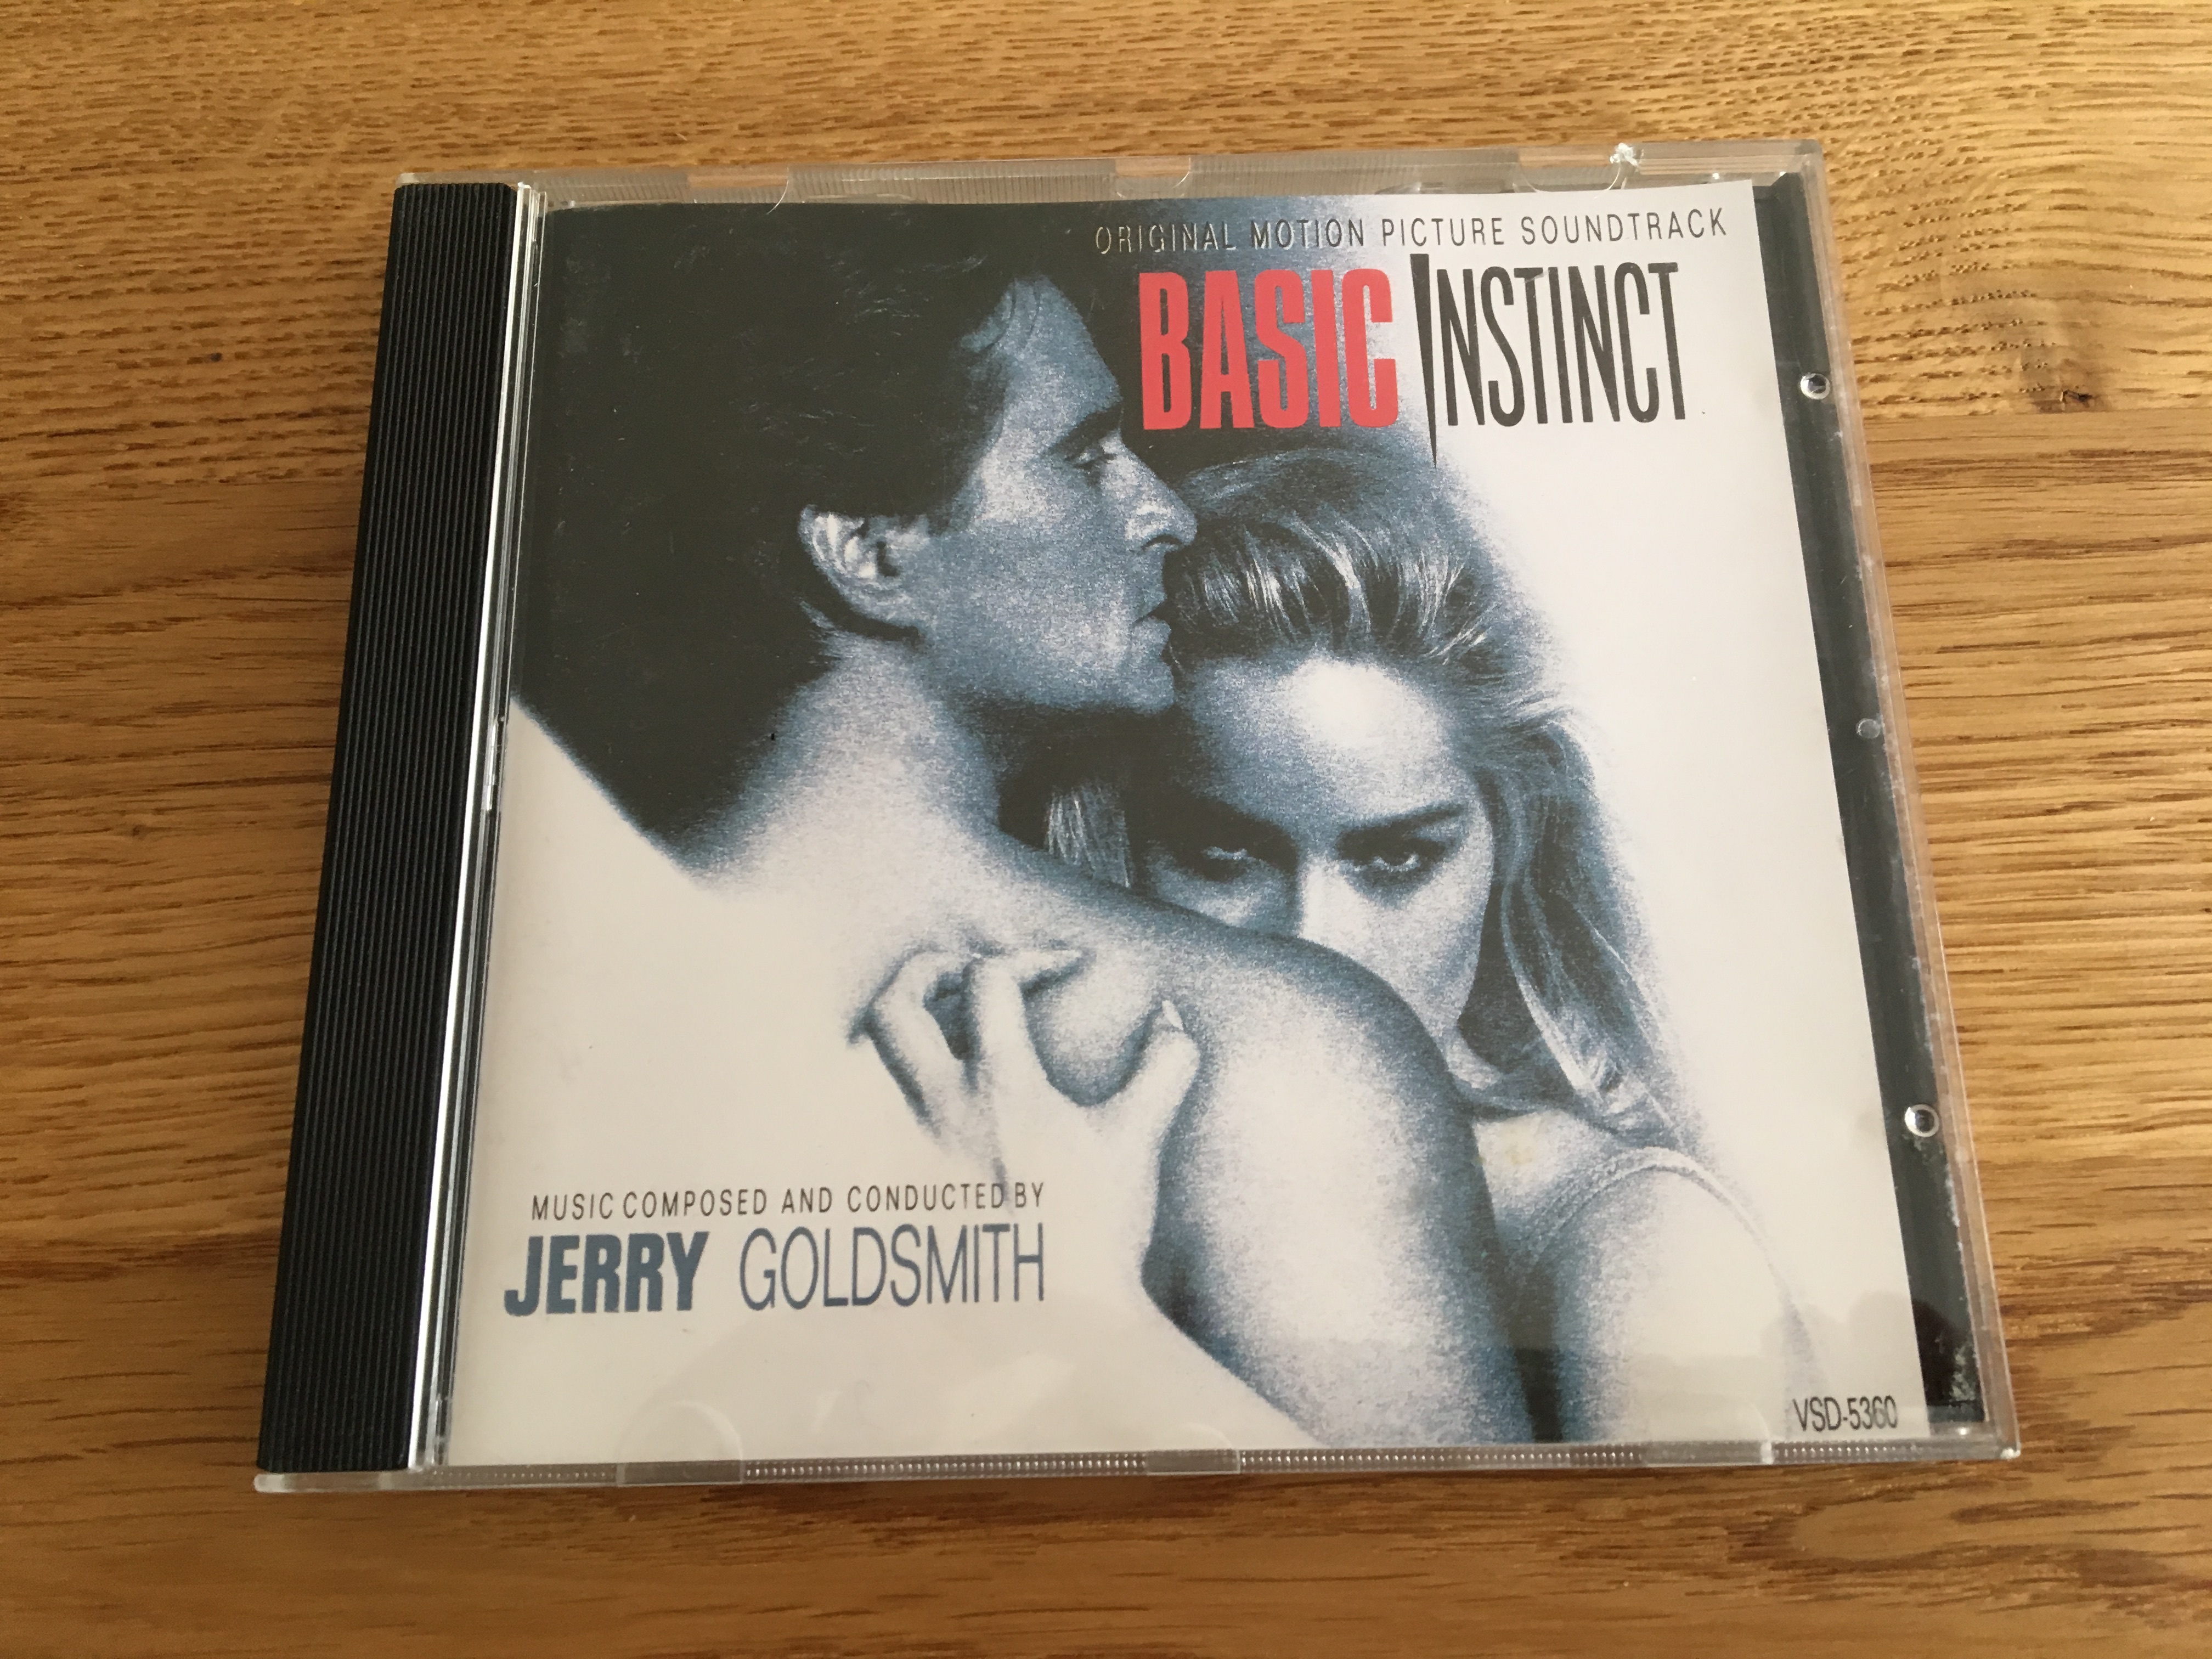 ORIGINAL MOTION PICTURE SOUNDTRACK
BASIC INSTINCT
MUSIC COMPOSED AND CONDUCTED BY
JERRY GOLDSMITH
VSD-5360